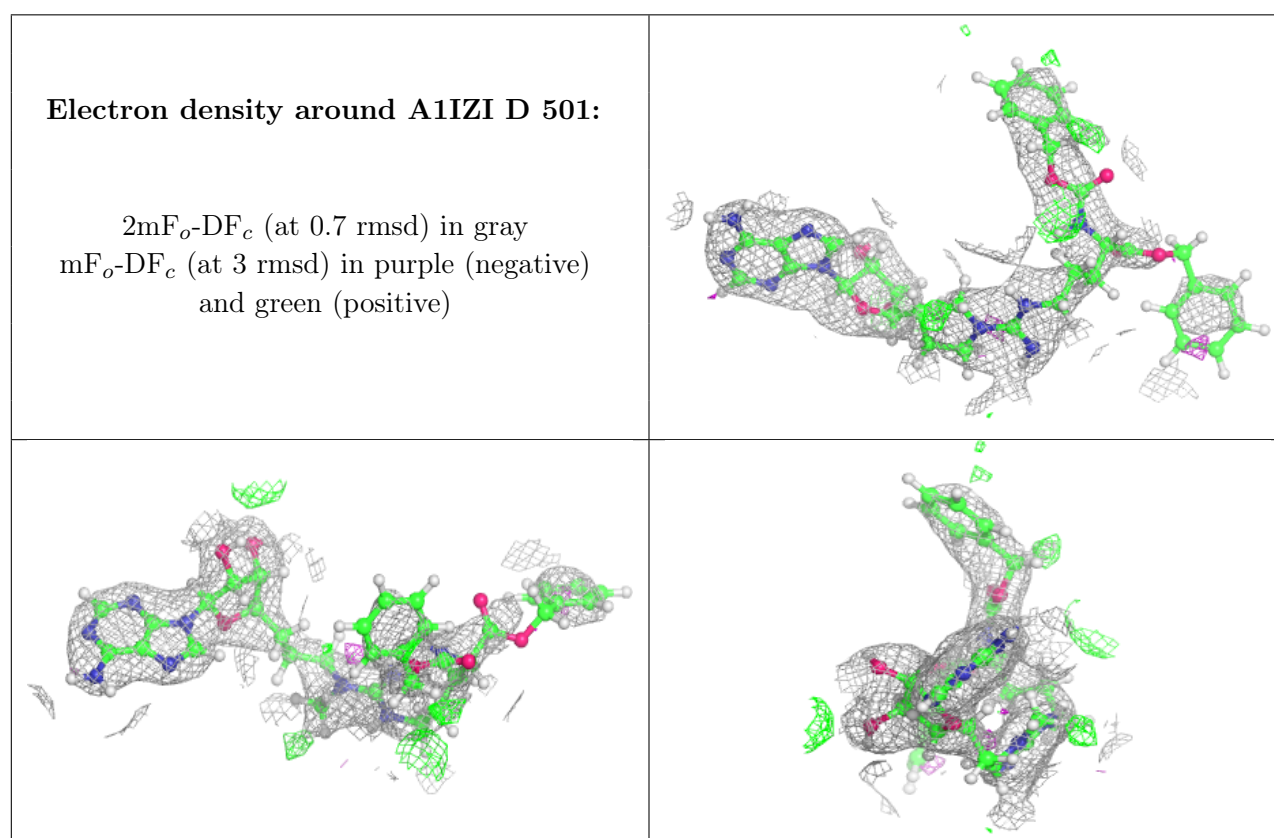 Electron density around A1IZI D 501:
2mFo-DFc (at 0.7 rmsd) in gray
mFo-DFc (at 3 rmsd) in purple (negative)
and green (positive)